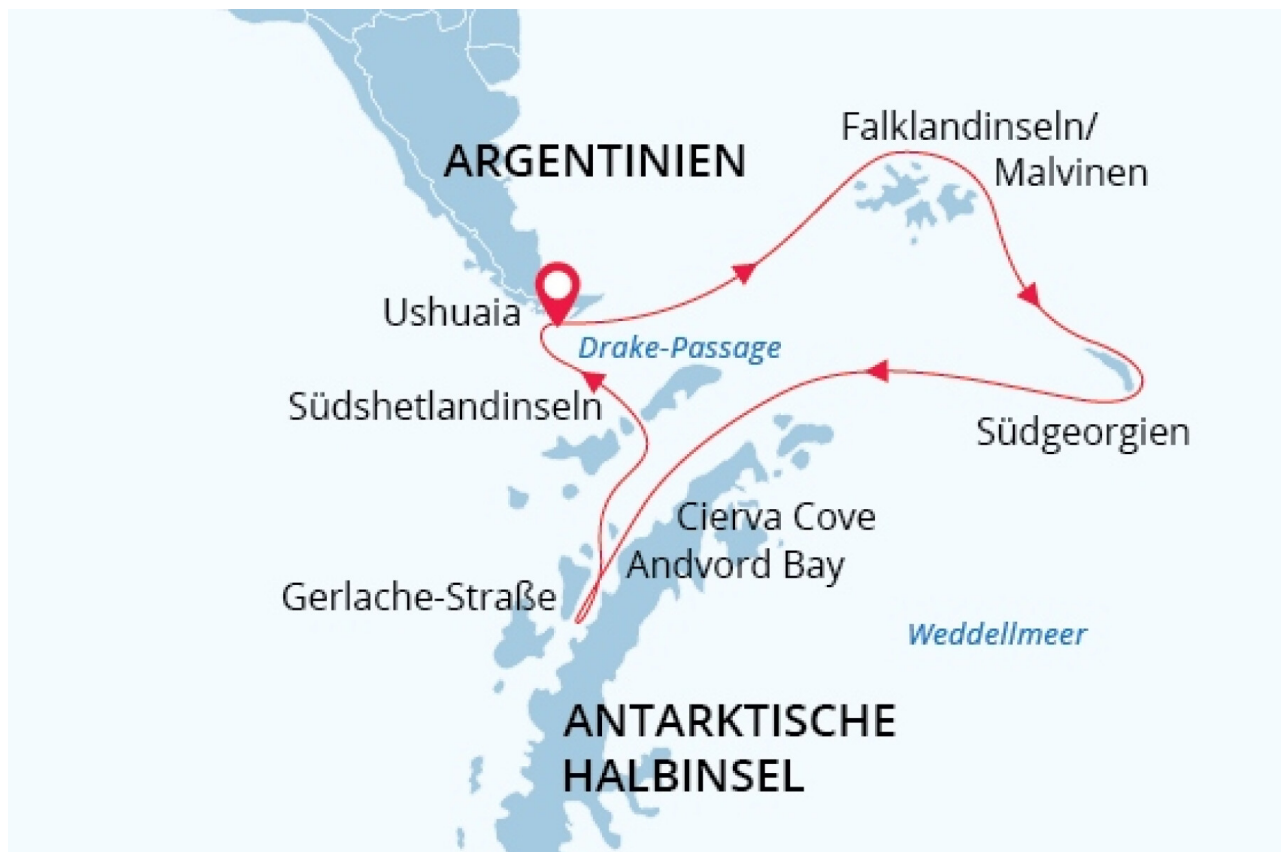 Falklandinseln/
Malvinen
ARGENTINIEN
Ushuaia
Drake-Passage
Südshetlandinseln
Südgeorgien
Cierva Cove
Andvord Bay
Gerlache-Straße
Weddellmeer
ANTARKTISCHE
HALBINSEL